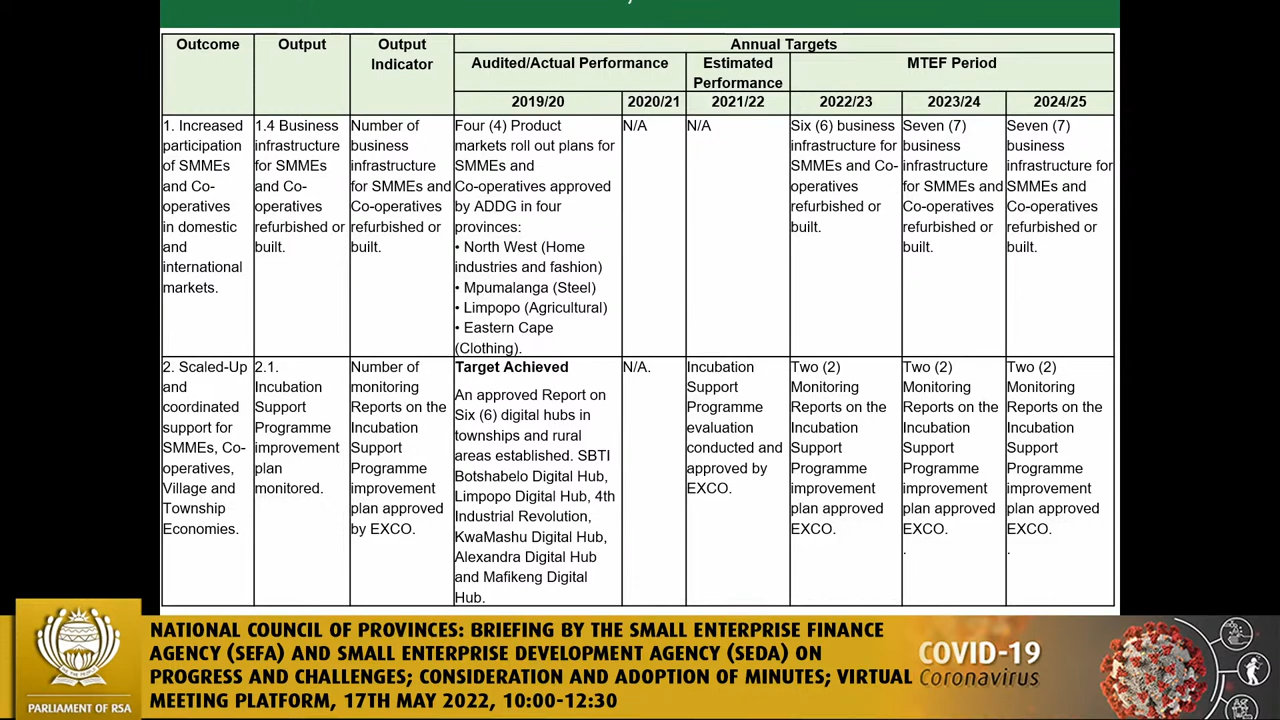 Outcome
Output
Output
Indicator
Annual Targets
Audited/Actual Performance
Estimated
Performance
MTEF Period
2019/20
2020/21
2021/22
2022/23
2023/24
2024/25
1. Increased
participation
of SMMEs
and Co-
operatives
in domestic
and
international
markets.
1.4 Business
infrastructure
for SMMEs
and Co-
operatives
refurbished or
built.
Number of
business
infrastructure
for SMMEs and
Co-operatives
refurbished or
built.
Four (4) Product
markets roll out plans for
SMMEs and
Co-operatives approved
by ADDG in four
provinces:
• North West (Home
industries and fashion)
• Mpumalanga (Steel)
• Limpopo (Agricultural)
• Eastern Cape
(Clothing).
N/A
N/A
Six (6) business
infrastructure for
SMMEs and Co-
operatives
refurbished or
built.
Seven (7)
business
infrastructure
for SMMEs and
Co-operatives
refurbished or
built.
Seven (7)
business
infrastructure for
SMMEs and
Co-operatives
refurbished or
built.
2. Scaled-Up
and
coordinated
support for
SMMEs, Co-
operatives,
Village and
Township
Economies.
2.1.
Incubation
Support
Programme
improvement
plan
monitored.
Number of
monitoring
Reports on the
Incubation
Support
Programme
improvement
plan approved
by EXCO.
Target Achieved
An approved Report on
Six (6) digital hubs in
townships and rural
areas established. SBTI
Botshabelo Digital Hub,
Limpopo Digital Hub, 4th
Industrial Revolution,
KwaMashu Digital Hub,
Alexandra Digital Hub
and Mafikeng Digital
Hub.
N/A.
Incubation
Support
Programme
evaluation
conducted and
approved by
EXCO.
Two (2)
Monitoring
Reports on the
Incubation
Support
Programme
improvement
plan approved
EXCO.
Two (2)
Monitoring
Reports on the
Incubation
Support
Programme
improvement
plan approved
EXCO.
.
Two (2)
Monitoring
Reports on the
Incubation
Support
Programme
improvement
plan approved
EXCO.
.
PARLIAMENT OF RSA
NATIONAL COUNCIL OF PROVINCES: BRIEFING BY THE SMALL ENTERPRISE FINANCE
AGENCY (SEFA) AND SMALL ENTERPRISE DEVELOPMENT AGENCY (SEDA) ON
PROGRESS AND CHALLENGES; CONSIDERATION AND ADOPTION OF MINUTES; VIRTUAL
MEETING PLATFORM, 17TH MAY 2022, 10:00-12:30
COVID-19
Coronavirus